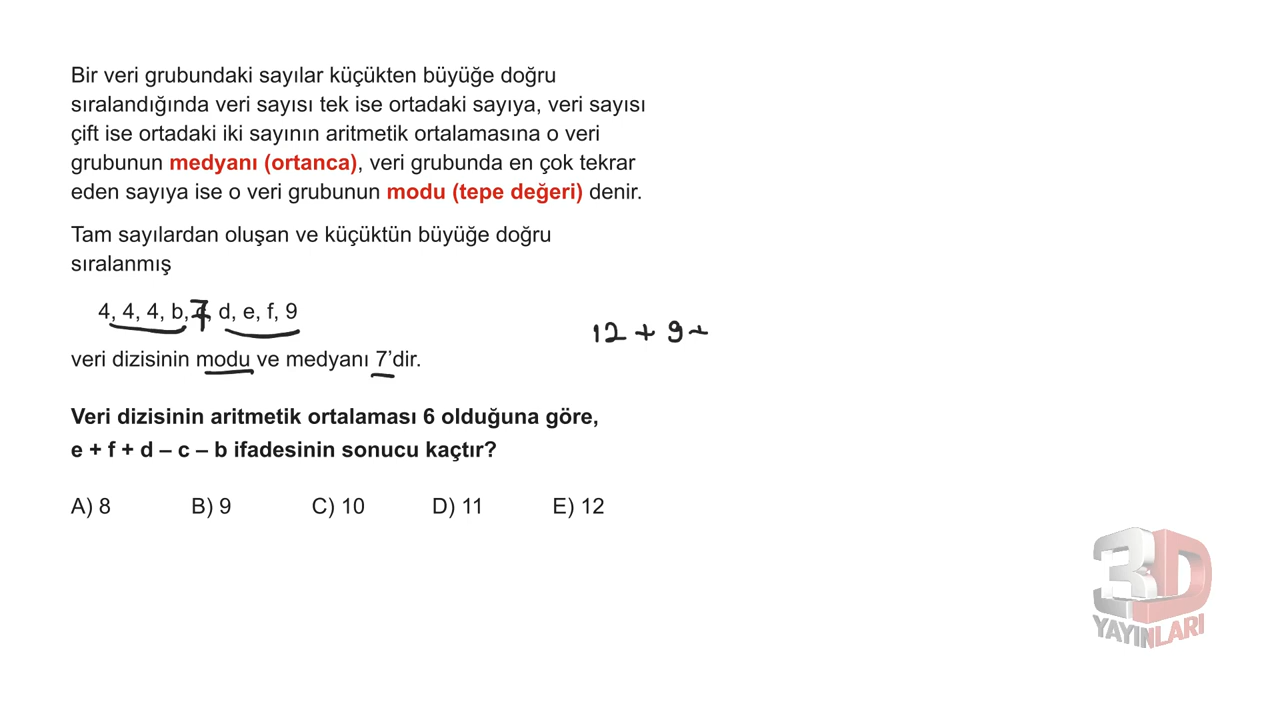 Bir veri grubundaki sayılar küçükten büyüğe doğru
sıralandığında veri sayısı tek ise ortadaki sayıya, veri sayısı
çift ise ortadaki iki sayının aritmetik ortalamasına o veri
grubunun medyanı (ortanca), veri grubunda en çok tekrar
eden sayıya ise o veri grubunun modu (tepe değeri) denir.
Tam sayılardan oluşan ve küçüktün büyüğe doğru
sıralanmış
4, 4, 4, b, 7, d, e, f, 9
12 + 9 +
veri dizisinin modu ve medyanı 7'dir.
Veri dizisinin aritmetik ortalaması 6 olduğuna göre,
e + f + d – c – b ifadesinin sonucu kaçtır?
A) 8 B) 9 C) 10 D) 11 E) 12
3D
YAYINLARI